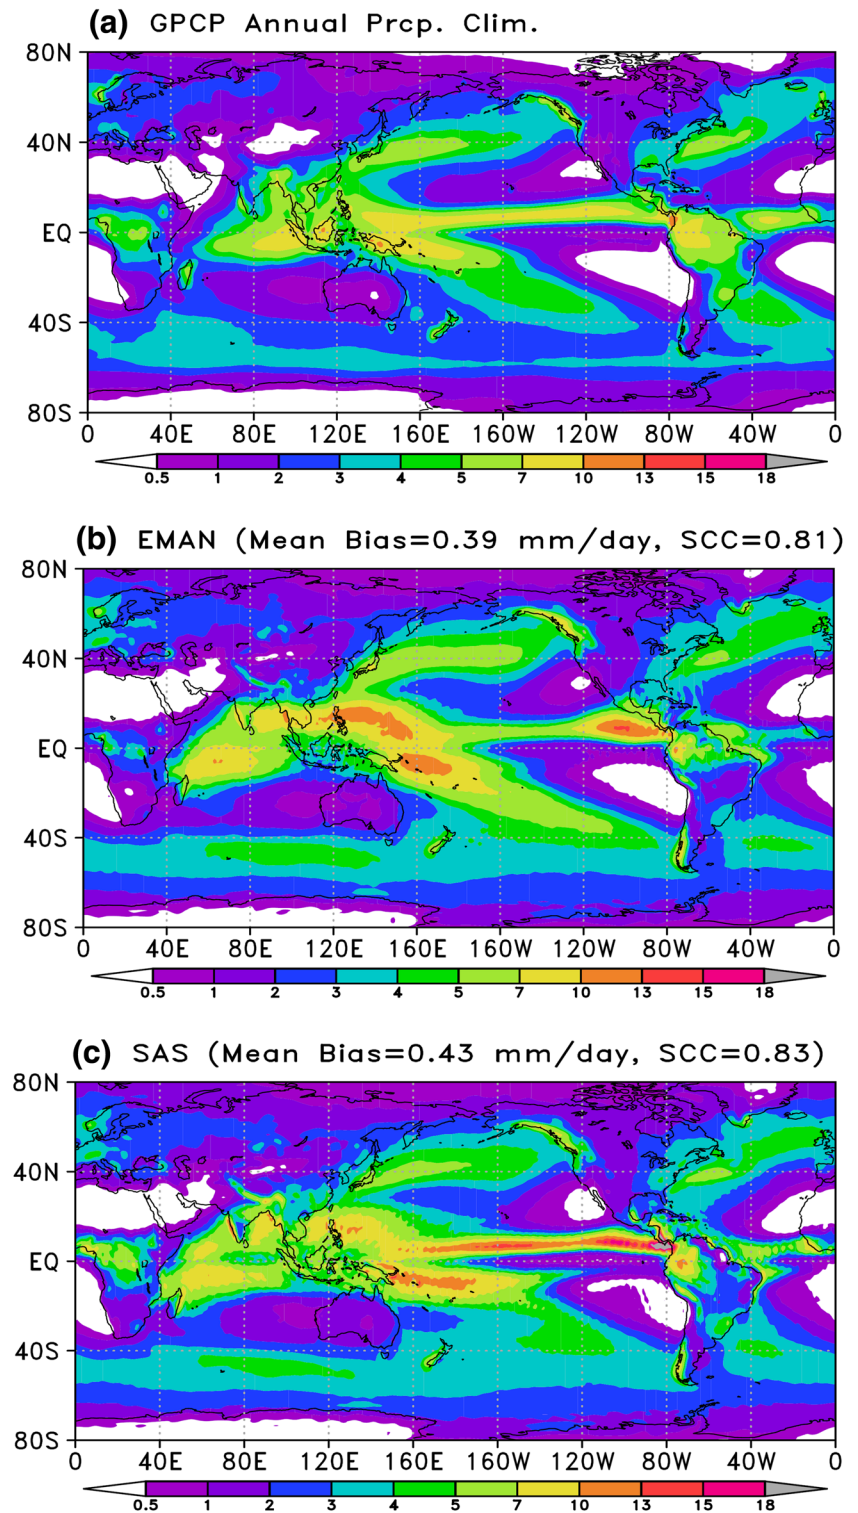 (a) GPCP Annual Prcp. Clim.
80N
40N
EQ
40S
80S
0 40E 80E 120E 160E 160W 120W 80W 40W 0
0.5 1 2 3 4 5 7 10 13 15 18
(b) EMAN (Mean Bias=0.39 mm/day, SCC=0.81)
80N
40N
EQ
40S
80S
0 40E 80E 120E 160E 160W 120W 80W 40W 0
0.5 1 2 3 4 5 7 10 13 15 18
(c) SAS (Mean Bias=0.43 mm/day, SCC=0.83)
80N
40N
EQ
40S
80S
0 40E 80E 120E 160E 160W 120W 80W 40W 0
0.5 1 2 3 4 5 7 10 13 15 18